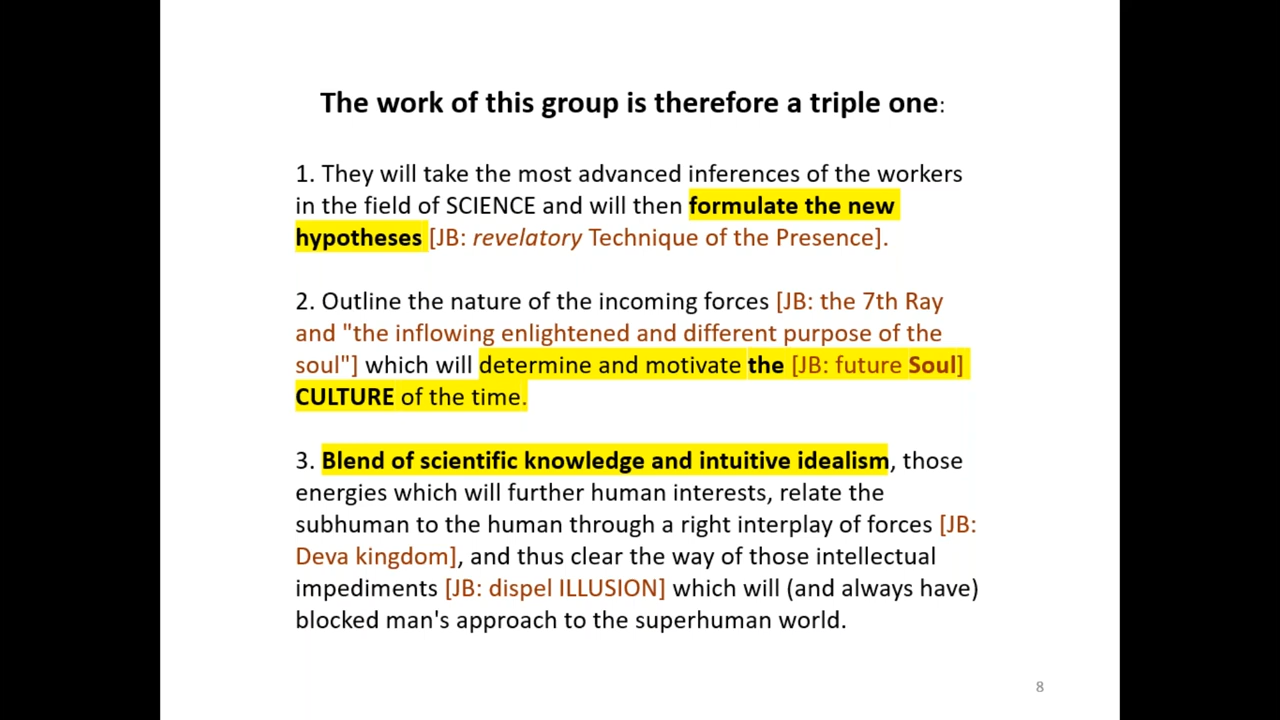 The work of this group is therefore a triple one:
1. They will take the most advanced inferences of the workers
in the field of SCIENCE and will then formulate the new
hypotheses [JB: revelatory Technique of the Presence].
2. Outline the nature of the incoming forces [JB: the 7th Ray
and "the inflowing enlightened and different purpose of the
soul"] which will determine and motivate the [JB: future Soul]
CULTURE of the time.
3. Blend of scientific knowledge and intuitive idealism, those
energies which will further human interests, relate the
subhuman to the human through a right interplay of forces [JB:
Deva kingdom], and thus clear the way of those intellectual
impediments [JB: dispel ILLUSION] which will (and always have)
blocked man's approach to the superhuman world.
8